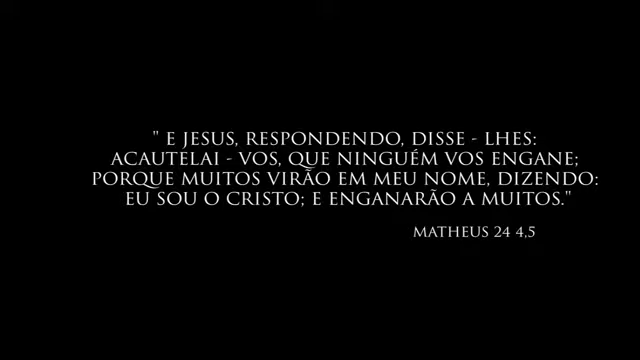 " E JESUS, RESPONDENDO, DISSE - LHES:
ACAUTELAI - VOS, QUE NINGUÉM VOS ENGANE;
PORQUE MUITOS VIRÃO EM MEU NOME, DIZENDO:
EU SOU O CRISTO; E ENGANARÃO A MUITOS."
MATHEUS 24 4,5